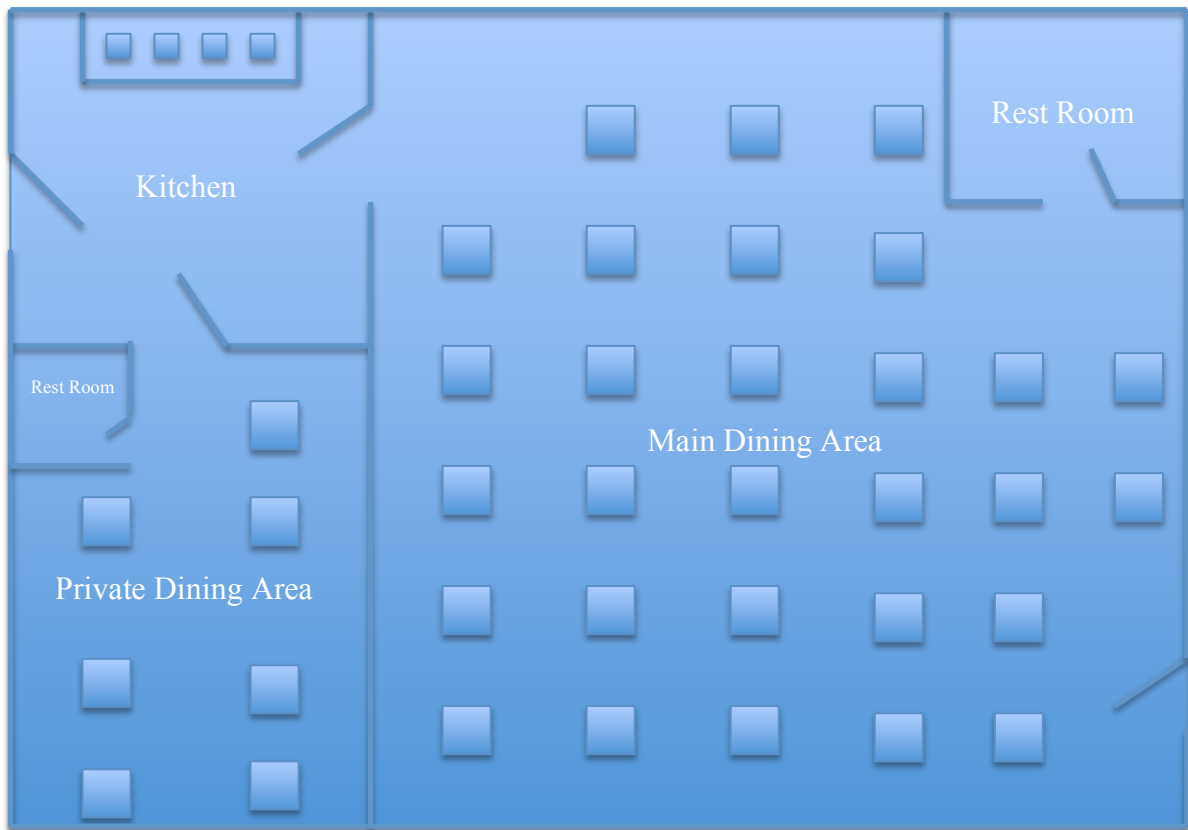 Rest Room
Kitchen
Rest Room
Main Dining Area
Private Dining Area